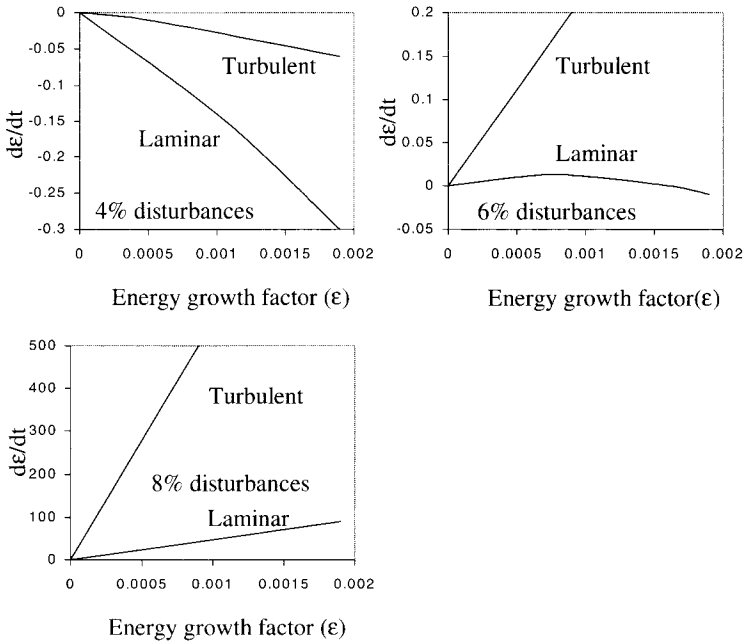 0
-0.05
-0.1
-0.15
-0.2
-0.25
-0.3
dε/dt
Turbulent
Laminar
4% disturbances
0 0.0005 0.001 0.0015 0.002
Energy growth factor (ε)
0.2
0.15
0.1
0.05
0
-0.05
dε/dt
Turbulent
Laminar
6% disturbances
0 0.0005 0.001 0.0015 0.002
Energy growth factor(ε)
500
400
300
200
100
0
dε/dt
Turbulent
8% disturbances
Laminar
0 0.0005 0.001 0.0015 0.002
Energy growth factor (ε)